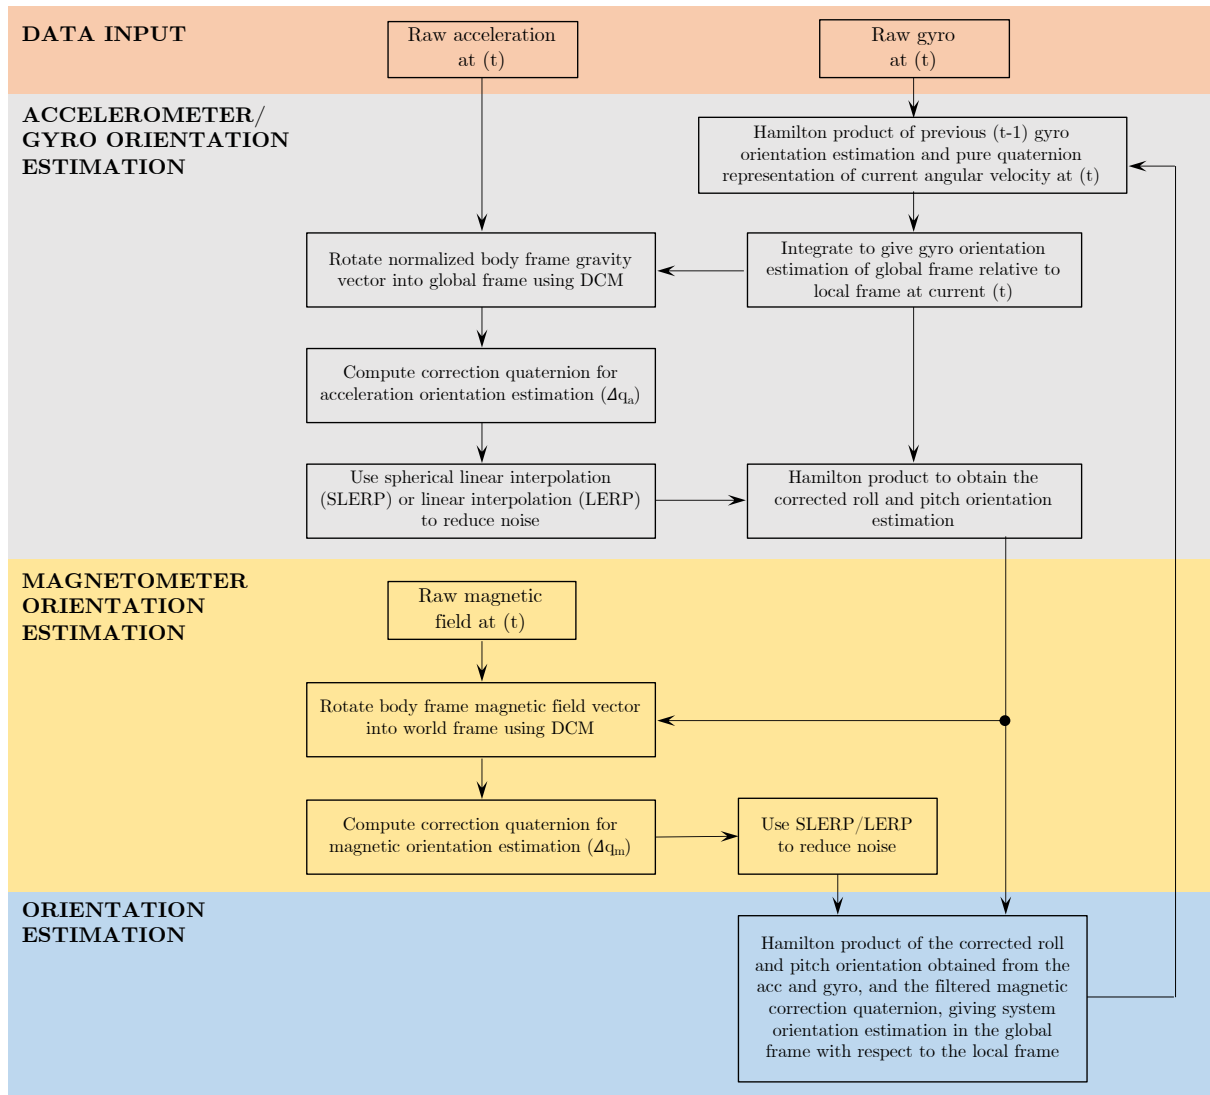 DATA INPUT
Raw acceleration
at (t)
Raw gyro
at (t)
ACCELEROMETER/
GYRO ORIENTATION
ESTIMATION
Hamilton product of previous (t-1) gyro
orientation estimation and pure quaternion
representation of current angular velocity at (t)
Rotate normalized body frame gravity
vector into global frame using DCM
Integrate to give gyro orientation
estimation of global frame relative to
local frame at current (t)
Compute correction quaternion for
acceleration orientation estimation (Δqₐ)
Use spherical linear interpolation
(SLERP) or linear interpolation (LERP)
to reduce noise
Hamilton product to obtain the
corrected roll and pitch orientation
estimation
MAGNETOMETER
ORIENTATION
ESTIMATION
Raw magnetic
field at (t)
Rotate body frame magnetic field vector
into world frame using DCM
Compute correction quaternion for
magnetic orientation estimation (Δqₘ)
Use SLERP/LERP
to reduce noise
ORIENTATION
ESTIMATION
Hamilton product of the corrected roll
and pitch orientation obtained from the
acc and gyro, and the filtered magnetic
correction quaternion, giving system
orientation estimation in the global
frame with respect to the local frame